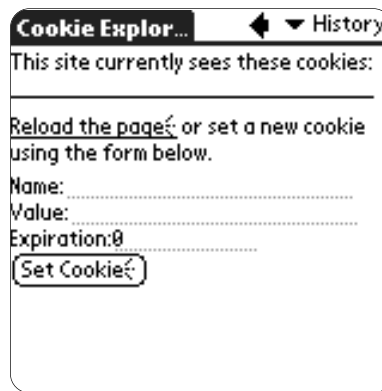 Cookie Explor... History
This site currently sees these cookies:
Reload the page or set a new cookie
using the form below.
Name:
Value:
Expiration:0
Set Cookie